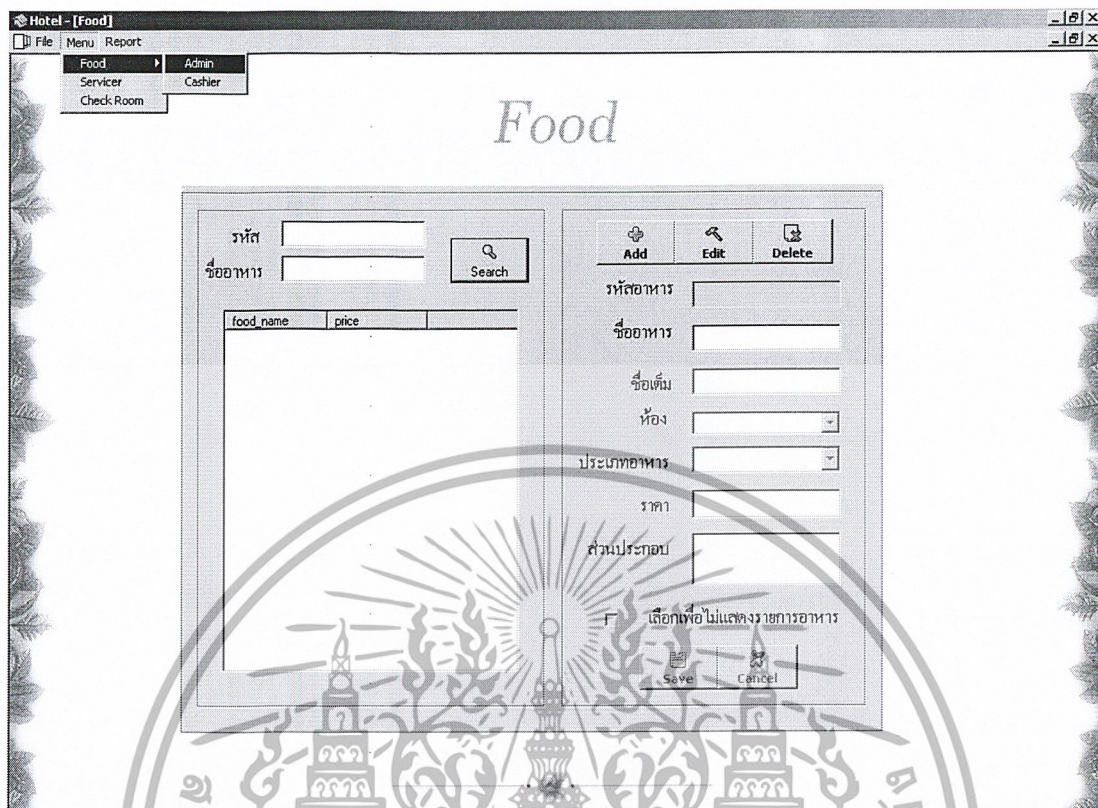 Hotel - [Food]
File Menu Report
Food Admin
Servicer Cashier
Check Room
Food
รหัส
ชื่ออาหาร
Search
food_name price
Add Edit Delete
รหัสอาหาร
ชื่ออาหาร
ชื่อเต็ม
ห้อง
ประเภทอาหาร
ราคา
ส่วนประกอบ
เลือกเพื่อไม่แสดงรายการอาหาร
Save Cancel